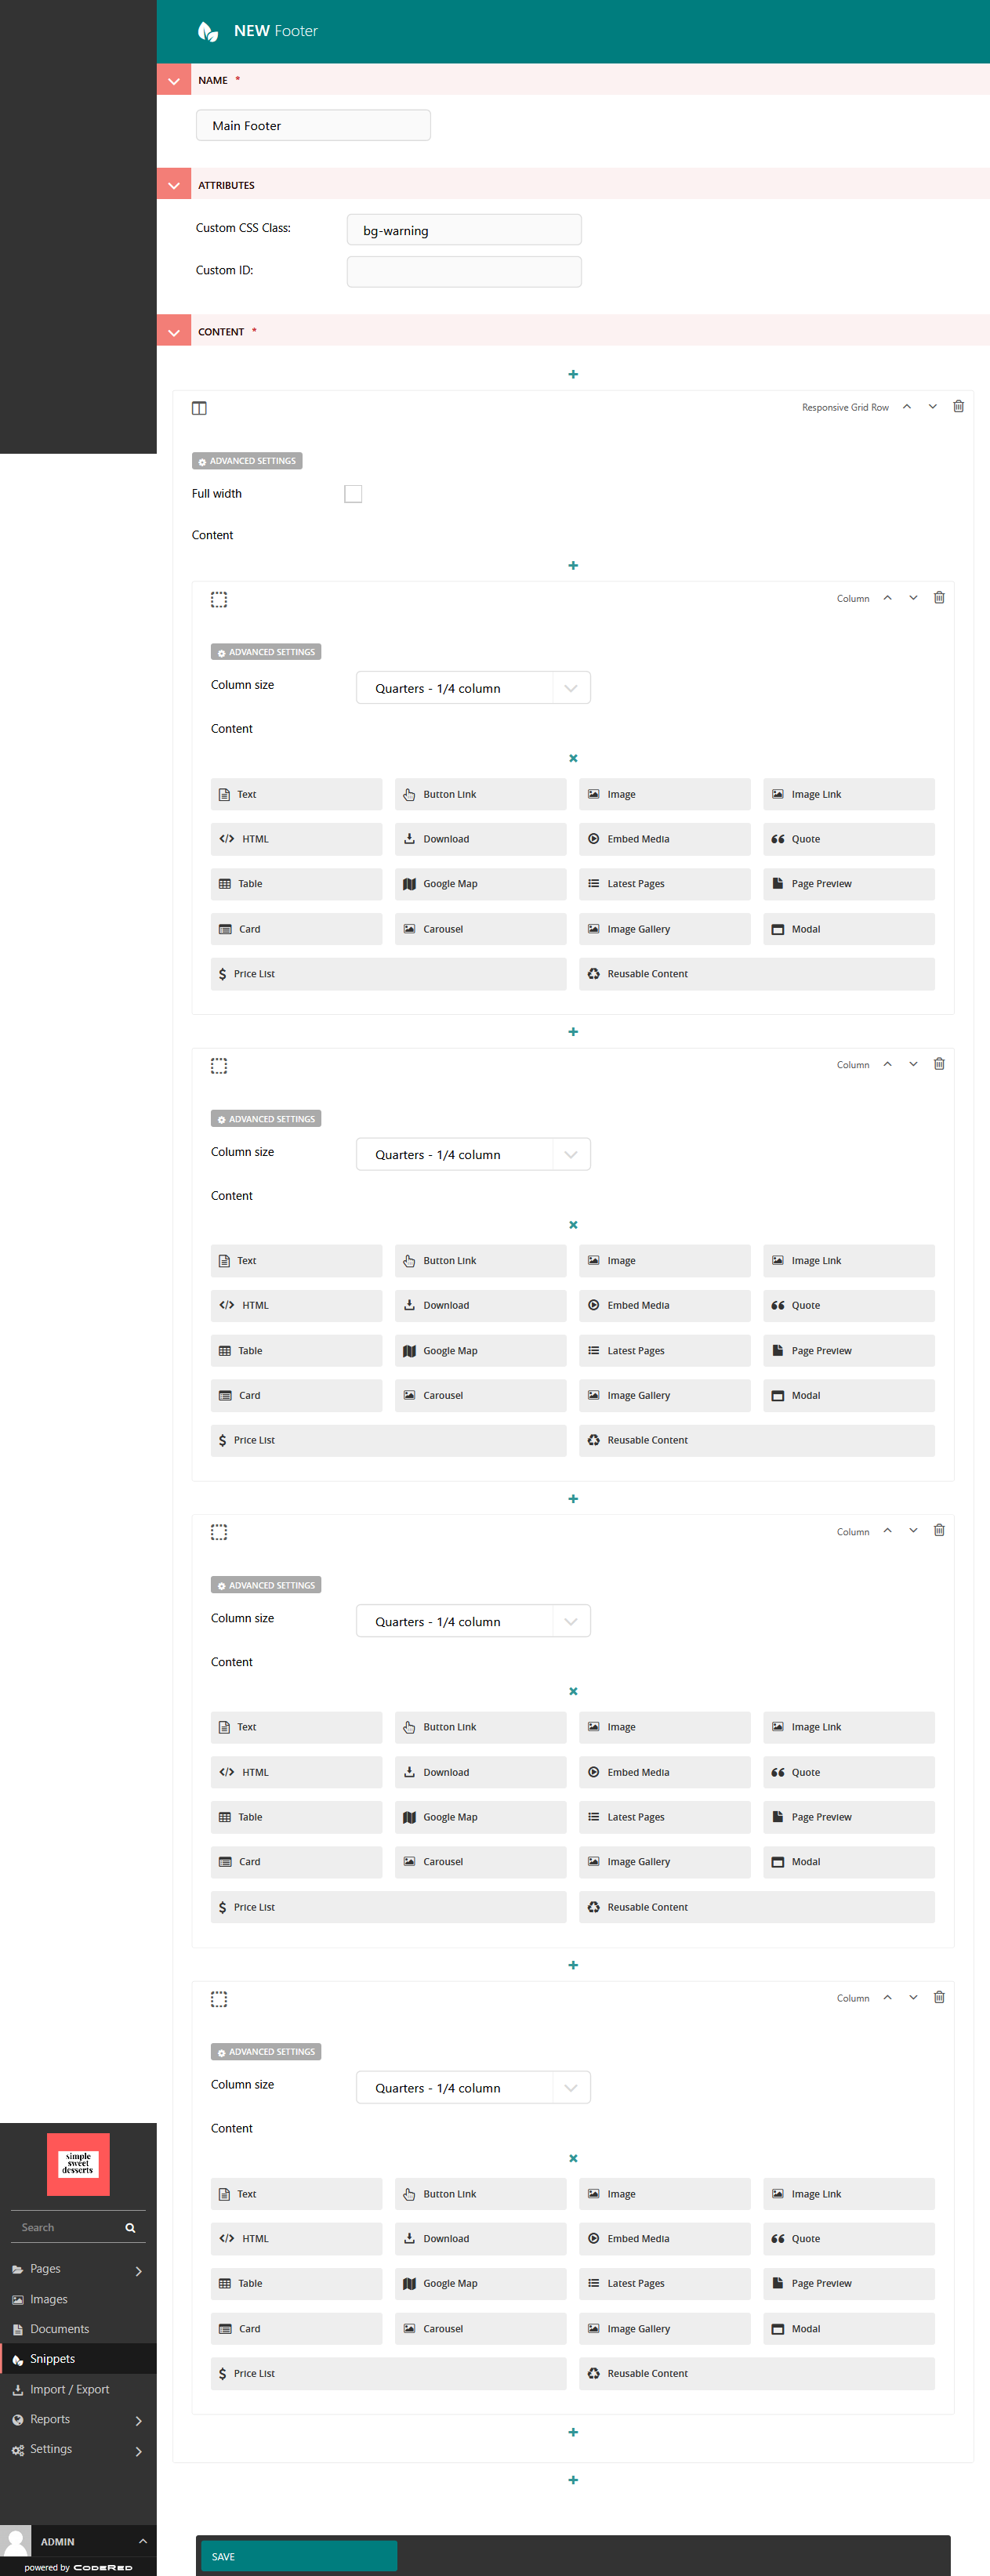 NEW Footer
NAME *
Main Footer
ATTRIBUTES
Custom CSS Class:
bg-warning
Custom ID:
CONTENT *
Responsive Grid Row
ADVANCED SETTINGS
Full width
Content
Column
ADVANCED SETTINGS
Column size
Quarters - 1/4 column
Content
Text Button Link Image Image Link
HTML Download Embed Media Quote
Table Google Map Latest Pages Page Preview
Card Carousel Image Gallery Modal
Price List Reusable Content
Column
ADVANCED SETTINGS
Column size
Quarters - 1/4 column
Content
Text Button Link Image Image Link
HTML Download Embed Media Quote
Table Google Map Latest Pages Page Preview
Card Carousel Image Gallery Modal
Price List Reusable Content
Column
ADVANCED SETTINGS
Column size
Quarters - 1/4 column
Content
Text Button Link Image Image Link
HTML Download Embed Media Quote
Table Google Map Latest Pages Page Preview
Card Carousel Image Gallery Modal
Price List Reusable Content
Column
ADVANCED SETTINGS
Column size
Quarters - 1/4 column
Content
Text Button Link Image Image Link
HTML Download Embed Media Quote
Table Google Map Latest Pages Page Preview
Card Carousel Image Gallery Modal
Price List Reusable Content
SAVE
simple
sweet
desserts
Search
Pages
Images
Documents
Snippets
Import / Export
Reports
Settings
ADMIN
powered by CODERED